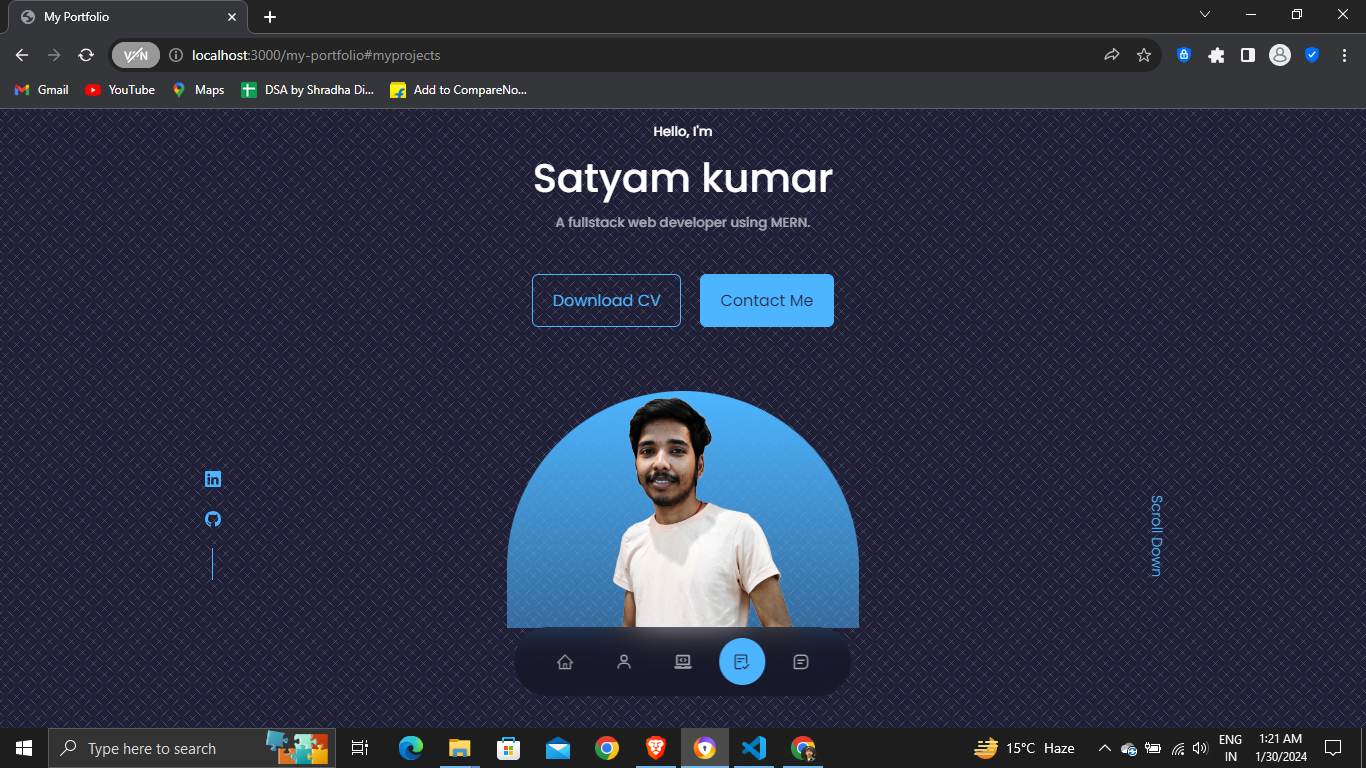 My Portfolio
VPN
localhost:3000/my-portfolio#myprojects
Gmail
YouTube
Maps
DSA by Shradha Di...
Add to CompareNo...
Hello, I'm
Satyam kumar
A fullstack web developer using MERN.
Download CV
Contact Me
Scroll Down
Type here to search
15°C Haze
ENG
IN
1:21 AM
1/30/2024